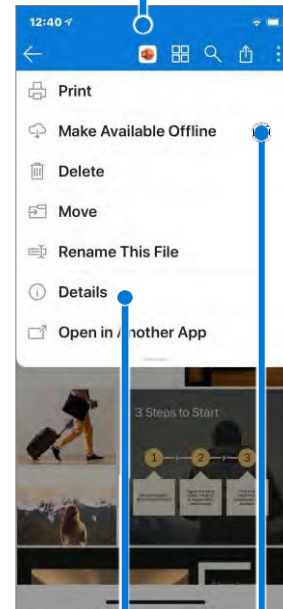 12:40
Print
Make Available Offline
Delete
Move
Rename This File
Details
Open in Another App
3 Steps to Start
1
2
3